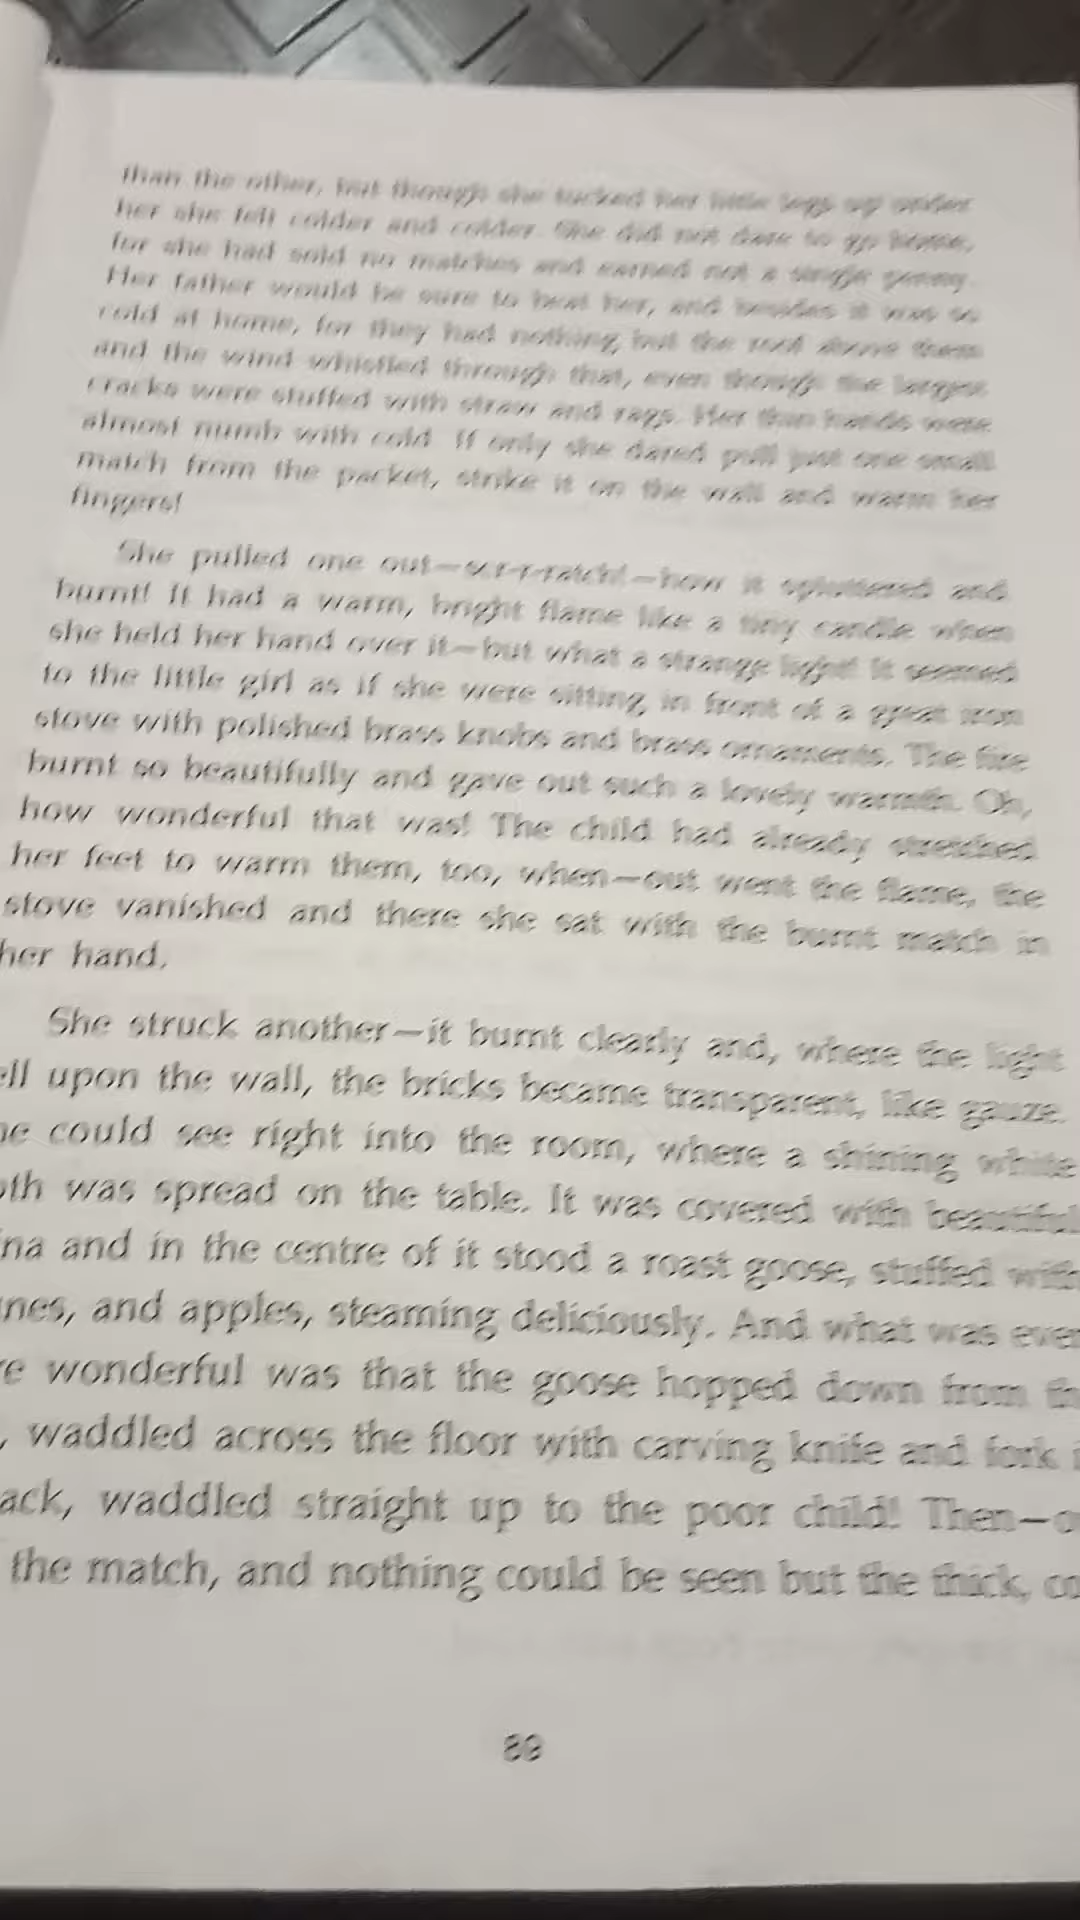 than the other, but though she tucked her little legs up under
her she felt colder and colder. She did not dare to go home,
for she had sold no matches and earned not a single penny.
Her father would be sure to beat her, and besides it was so
cold at home, for they had nothing but the roof above them
and the wind whistled through that, even though the largest
cracks were stuffed with straw and rags. Her thin hands were
almost numb with cold. If only she dared pull just one small
match from the packet, strike it on the wall and warm her
fingers!
She pulled one out—scr-r-ratch!—how it spluttered and
burnt! It had a warm, bright flame like a tiny candle when
she held her hand over it—but what a strange light! It seemed
to the little girl as if she were sitting in front of a great iron
stove with polished brass knobs and brass ornaments. The fire
burnt so beautifully and gave out such a lovely warmth. Oh,
how wonderful that was! The child had already stretched
her feet to warm them, too, when—out went the flame, the
stove vanished and there she sat with the burnt match in
her hand.
She struck another—it burnt clearly and, where the light
ell upon the wall, the bricks became transparent, like gauze.
he could see right into the room, where a shining white
oth was spread on the table. It was covered with beautiful
ina and in the centre of it stood a roast goose, stuffed with
unes, and apples, steaming deliciously. And what was even
re wonderful was that the goose hopped down from th
, waddled across the floor with carving knife and fork i
ack, waddled straight up to the poor child! Then—o
the match, and nothing could be seen but the thick, co
89